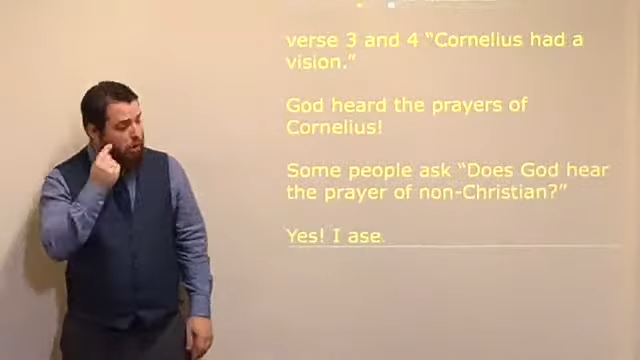 verse 3 and 4 “Cornelius had a
vision.”
God heard the prayers of
Cornelius!
Some people ask “Does God hear
the prayer of non-Christian?”
Yes! I ase